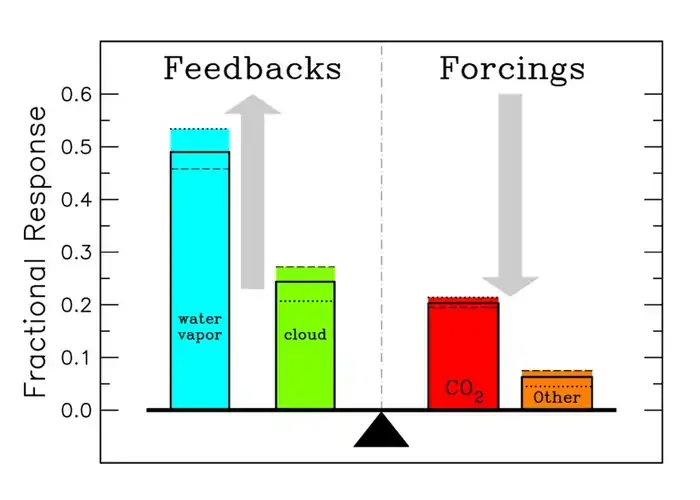 Feedbacks
Forcings
Fractional Response
0.6
0.5
0.4
0.3
0.2
0.1
0.0
water
vapor
cloud
CO2
Other